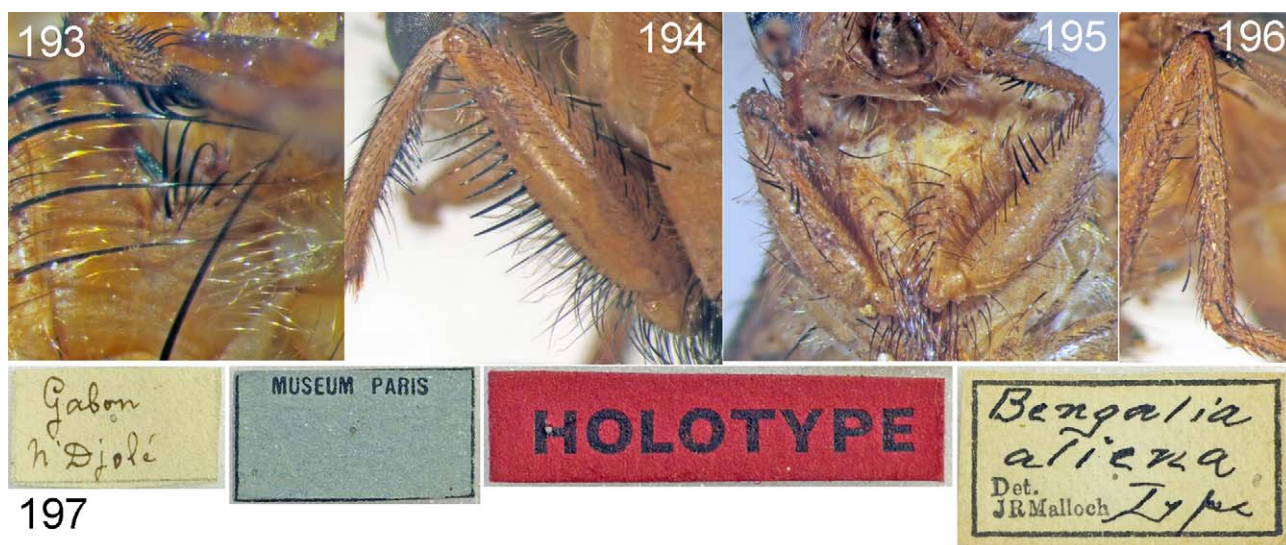 193
194
195
196
Gabon
N'Djolé
MUSEUM PARIS
HOLOTYPE
Bengalia
aliena
Det.
JRMalloch Type
197